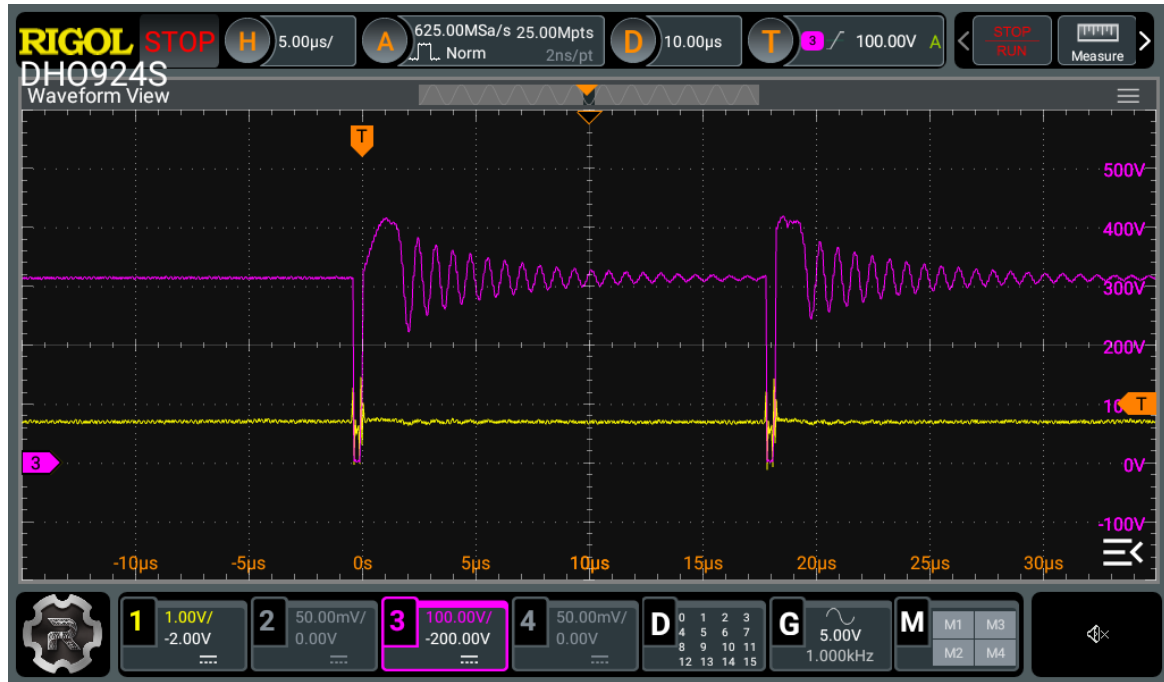 RIGOL STOP H 5.00µs/ A 625.00MSa/s 25.00Mpts D 10.00µs T 3 100.00V A < STOP >
Norm 2ns/pt RUN Measure
DHO924S
Waveform View
T
500V
400V
300V
200V
T
3 0V
-100V
-10µs -5µs 0s 5µs 10µs 15µs 20µs 25µs 30µs
1 1.00V/ 2 50.00mV/ 3 100.00V/ 4 50.00mV/ D 0 1 2 3 G M M1 M3
-2.00V 0.00V -200.00V 0.00V 4 5 6 7 5.00V
8 9 10 11 1.000kHz M2 M4
12 13 14 15
R